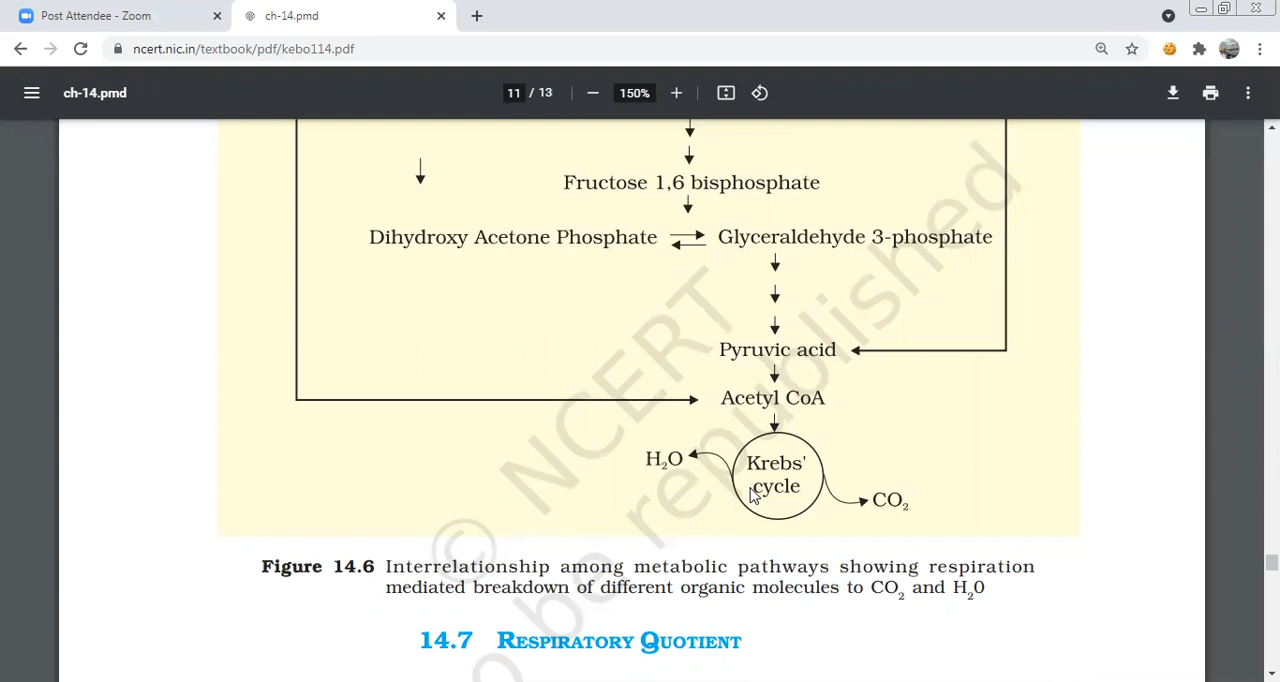 Post Attendee - Zoom
ch-14.pmd
ncert.nic.in/textbook/pdf/kebo114.pdf
ch-14.pmd
11 / 13
150%
Fructose 1,6 bisphosphate
Dihydroxy Acetone Phosphate
Glyceraldehyde 3-phosphate
Pyruvic acid
Acetyl CoA
H₂O
Krebs'
cycle
CO₂
© NCERT
o be republished
Figure 14.6 Interrelationship among metabolic pathways showing respiration
mediated breakdown of different organic molecules to CO₂ and H₂0
14.7 RESPIRATORY QUOTIENT